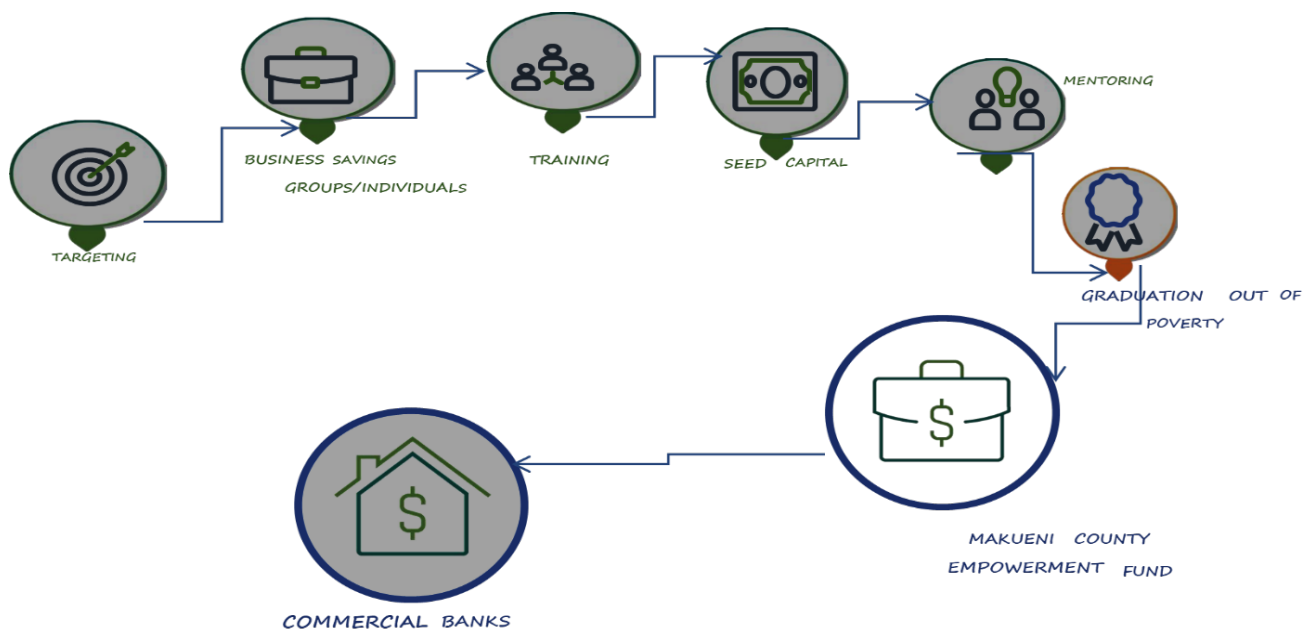 TARGETING
BUSINESS SAVINGS
GROUPS/INDIVIDUALS
TRAINING
SEED CAPITAL
MENTORING
GRADUATION OUT OF
POVERTY
MAKUENI COUNTY
EMPOWERMENT FUND
$
COMMERCIAL BANKS
$